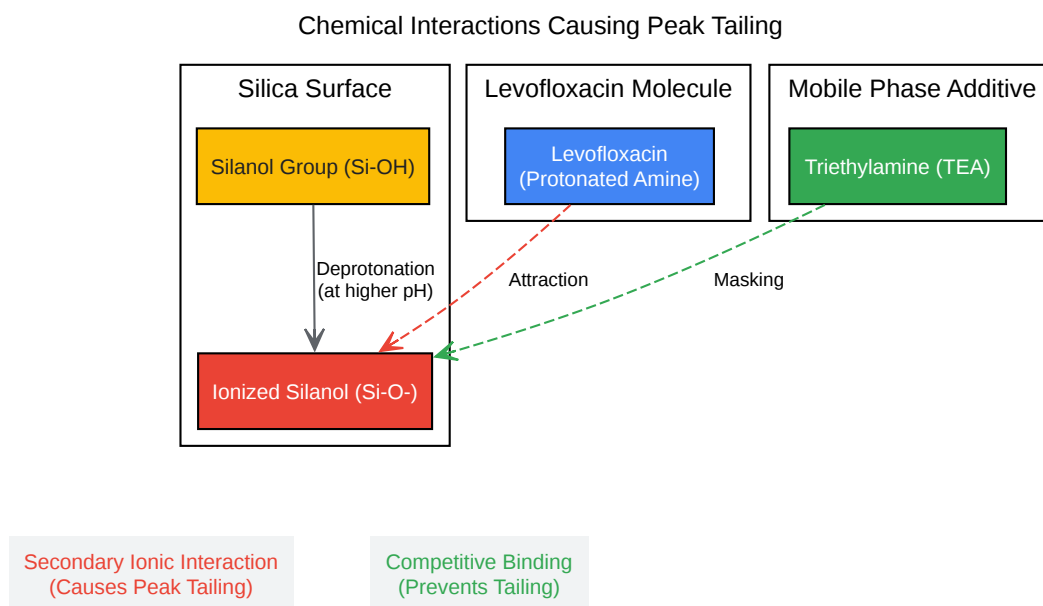 Chemical Interactions Causing Peak Tailing
Silica Surface
Levofloxacin Molecule
Mobile Phase Additive
Silanol Group (Si-OH)
Levofloxacin
(Protonated Amine)
Triethylamine (TEA)
Deprotonation
(at higher pH)
Attraction
Masking
Ionized Silanol (Si-O-)
Secondary Ionic Interaction
(Causes Peak Tailing)
Competitive Binding
(Prevents Tailing)